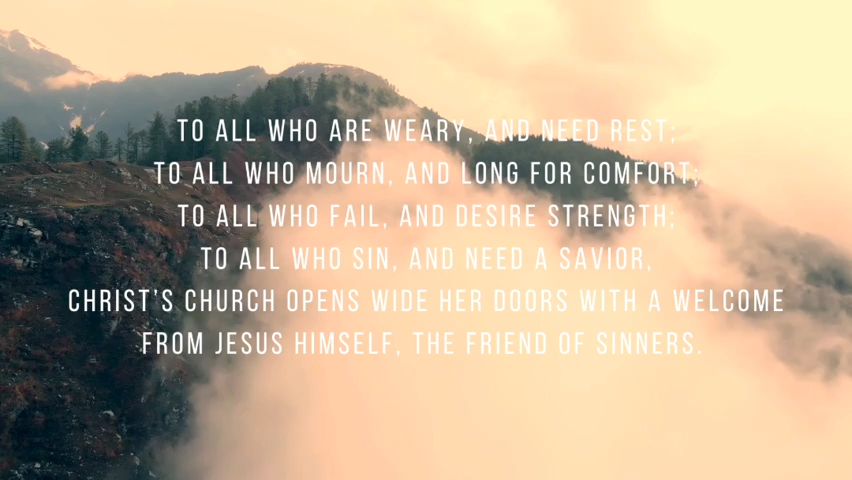 TO ALL WHO ARE WEARY, AND NEED REST;
TO ALL WHO MOURN, AND LONG FOR COMFORT;
TO ALL WHO FAIL, AND DESIRE STRENGTH;
TO ALL WHO SIN, AND NEED A SAVIOR,
CHRIST'S CHURCH OPENS WIDE HER DOORS WITH A WELCOME
FROM JESUS HIMSELF, THE FRIEND OF SINNERS.